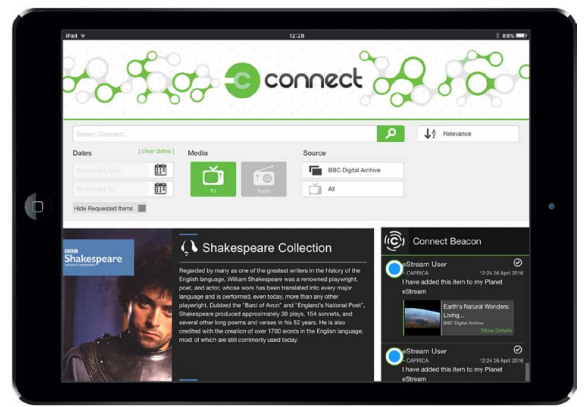 iPad
12:28
89%
connect
Search Connect...
Relevance
Dates
[ clear dates ]
Media
Source
Broadcast From
BBC Digital Archive
Broadcast To
TV
Radio
All
Hide Requested Items
BBC
Shakespeare
Shakespeare Collection
Regarded by many as one of the greatest writers in the history of the
English language, William Shakespeare was a renowned playwright,
poet, and actor, whose work has been translated into every major
language and is performed, even today, more than any other
playwright. Dubbed the "Bard of Avon" and "England's National Poet",
Shakespeare produced approximately 38 plays, 154 sonnets, and
several other long poems and verses in his 52 years. He is also
credited with the creation of over 1700 words in the English language,
most of which are still commonly used today.
Connect Beacon
eStream User
CAPRICA
12:24 26 April 2016
I have added this item to my Planet
eStream
Earth's Natural Wonders:
Living...
BBC Digital Archive
More Details
eStream User
CAPRICA
12:24 26 April 2016
I have added this item to my Planet
eStream